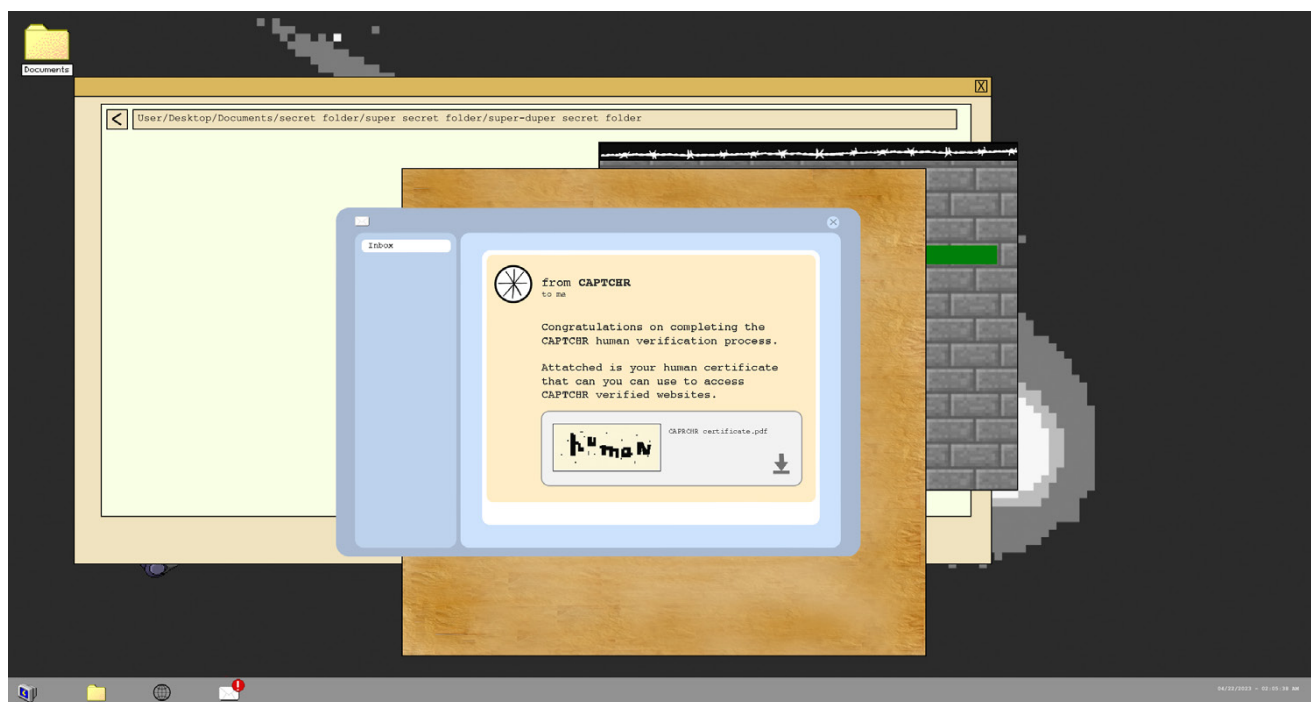 Documents
X
< User/Desktop/Documents/secret folder/super secret folder/super-duper secret folder
Inbox
from CAPTCHR
to me
Congratulations on completing the
CAPTCHR human verification process.
Attatched is your human certificate
that can you can use to access
CAPTCHR verified websites.
humaN
CAPRCHR certificate.pdf